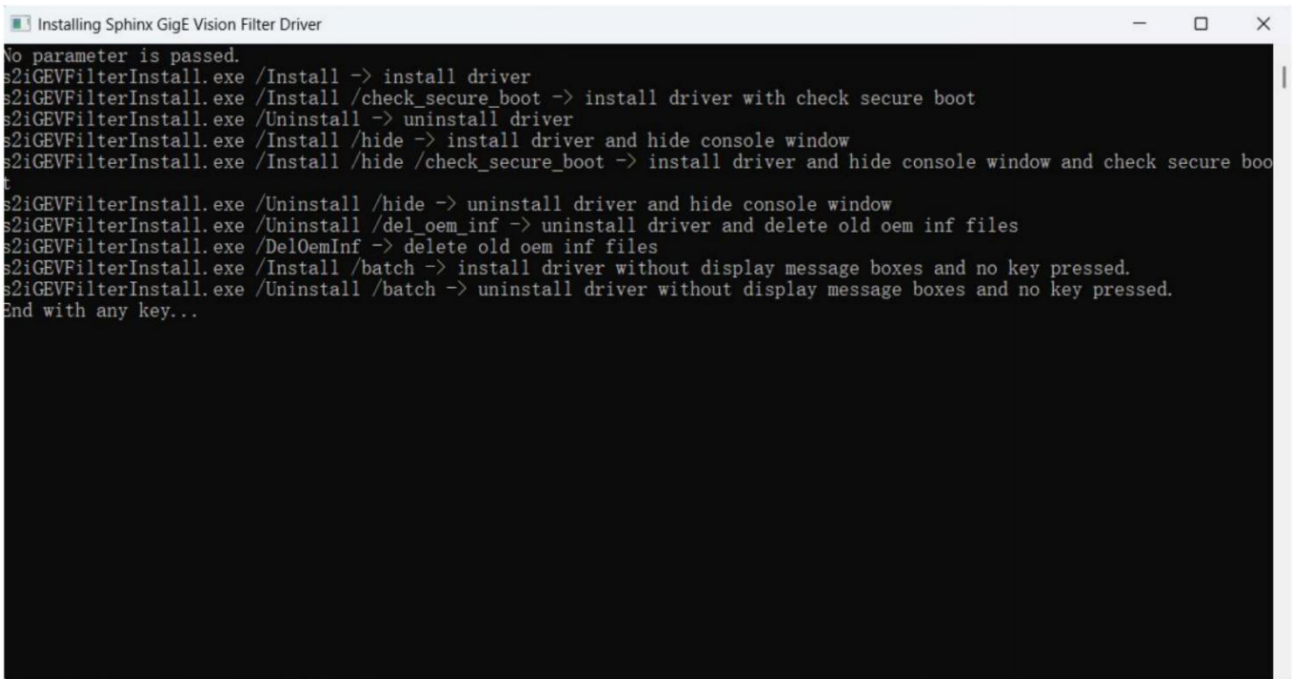 Installing Sphinx GigE Vision Filter Driver
No parameter is passed.
s2iGEVFilterInstall.exe /Install -> install driver
s2iGEVFilterInstall.exe /Install /check_secure_boot -> install driver with check secure boot
s2iGEVFilterInstall.exe /Uninstall -> uninstall driver
s2iGEVFilterInstall.exe /Install /hide -> install driver and hide console window
s2iGEVFilterInstall.exe /Install /hide /check_secure_boot -> install driver and hide console window and check secure boo
t
s2iGEVFilterInstall.exe /Uninstall /hide -> uninstall driver and hide console window
s2iGEVFilterInstall.exe /Uninstall /del_oem_inf -> uninstall driver and delete old oem inf files
s2iGEVFilterInstall.exe /DelOemInf -> delete old oem inf files
s2iGEVFilterInstall.exe /Install /batch -> install driver without display message boxes and no key pressed.
s2iGEVFilterInstall.exe /Uninstall /batch -> uninstall driver without display message boxes and no key pressed.
End with any key...